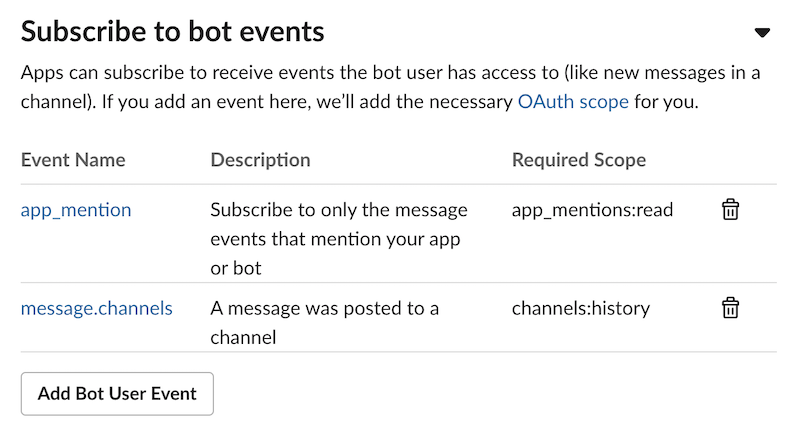 Subscribe to bot events
Apps can subscribe to receive events the bot user has access to (like new messages in a
channel). If you add an event here, we’ll add the necessary OAuth scope for you.
Event Name Description Required Scope
app_mention Subscribe to only the message app_mentions:read
events that mention your app
or bot
message.channels A message was posted to a channels:history
channel
Add Bot User Event